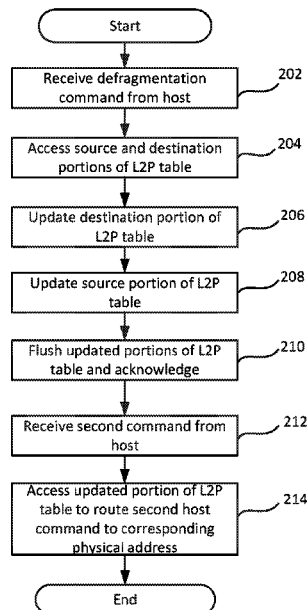 Start
Receive defragmentation
command from host
202
Access source and destination
portions of L2P table
204
Update destination portion of
L2P table
206
Update source portion of L2P
table
208
Flush updated portions of L2P
table and acknowledge
210
Receive second command from
host
212
Access updated portion of L2P
table to route second host
command to corresponding
physical address
214
End